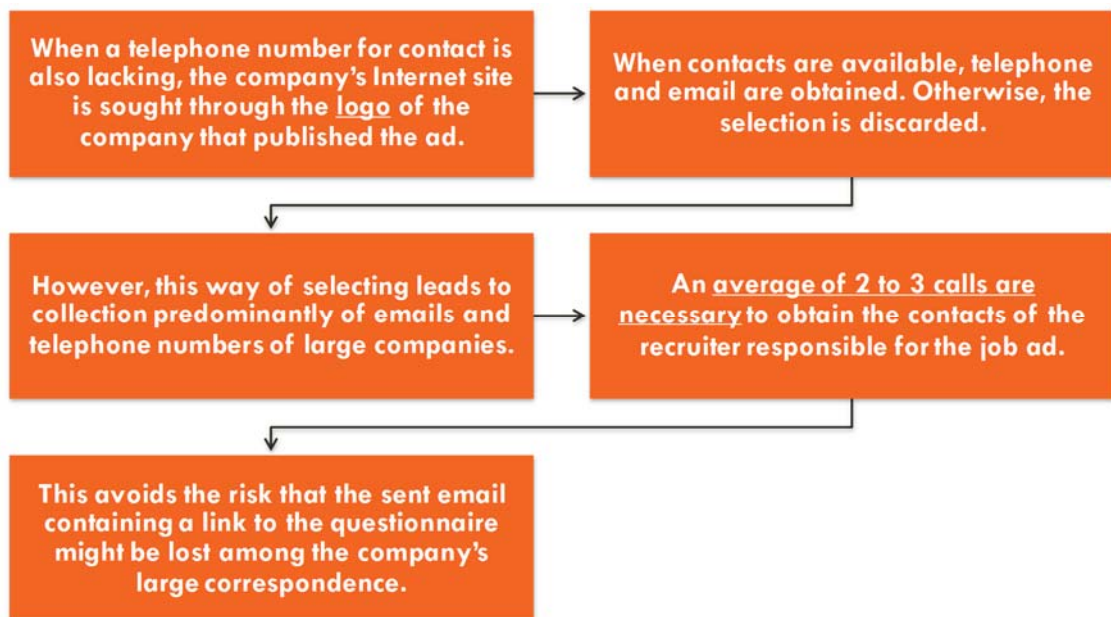 When a telephone number for contact is
also lacking, the company's Internet site
is sought through the logo of the
company that published the ad.
When contacts are available, telephone
and email are obtained. Otherwise, the
selection is discarded.
However, this way of selecting leads to
collection predominantly of emails and
telephone numbers of large companies.
An average of 2 to 3 calls are
necessary to obtain the contacts of the
recruiter responsible for the job ad.
This avoids the risk that the sent email
containing a link to the questionnaire
might be lost among the company's
large correspondence.